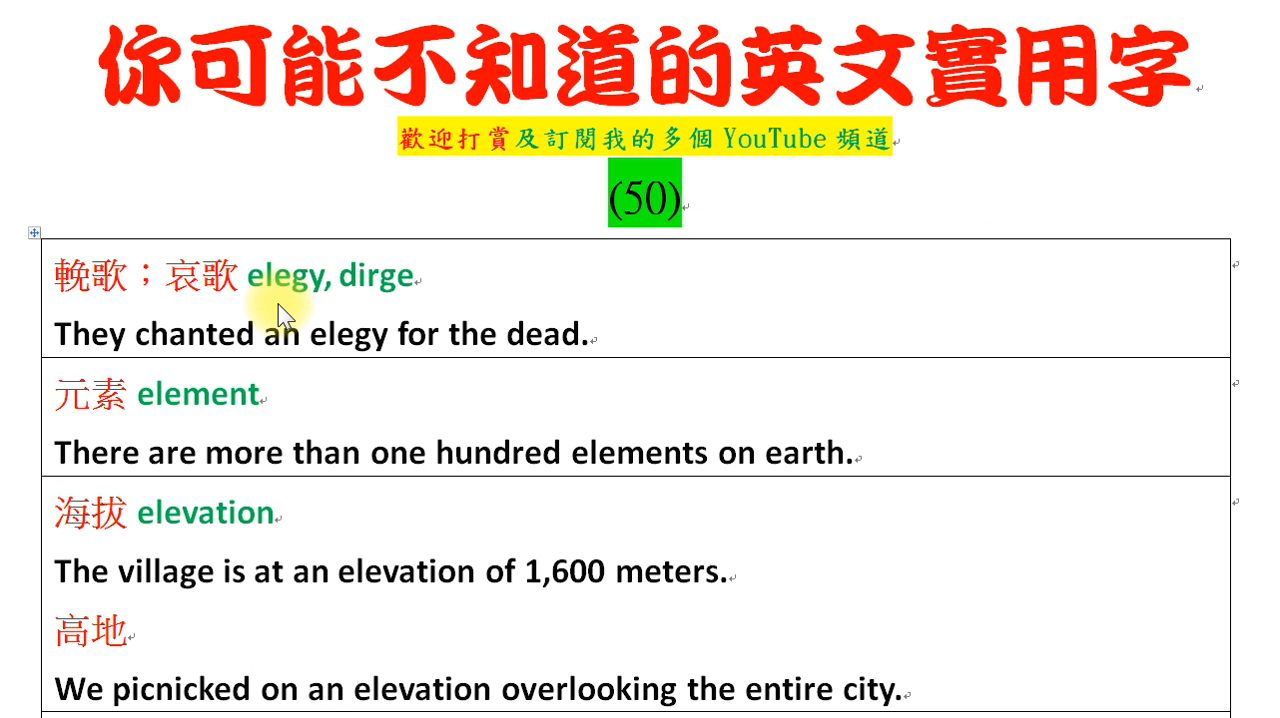 你可能不知道的英文實用字
歡迎打賞及訂閱我的多個 YouTube 頻道
(50)
輓歌；哀歌 elegy, dirge
They chanted an elegy for the dead.
元素 element
There are more than one hundred elements on earth.
海拔 elevation
The village is at an elevation of 1,600 meters.
高地
We picnicked on an elevation overlooking the entire city.